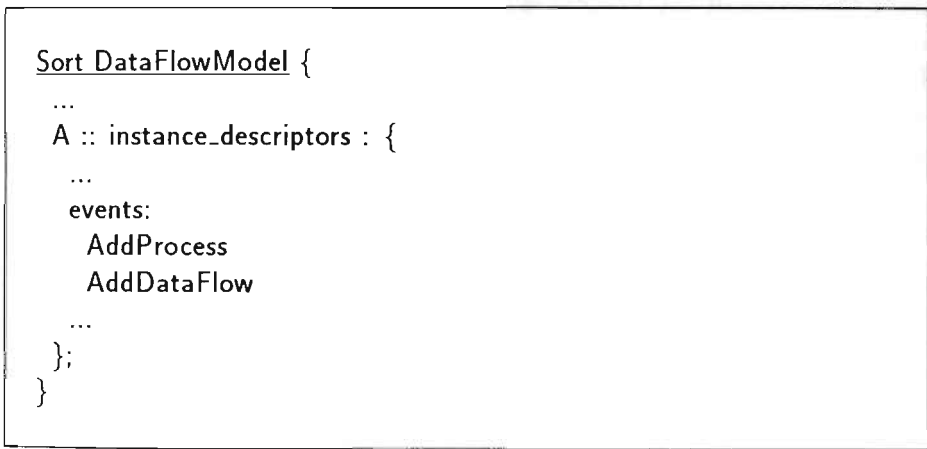 Sort DataFlowModel {
...
A :: instance_descriptors : {
...
events:
AddProcess
AddDataFlow
...
};
}